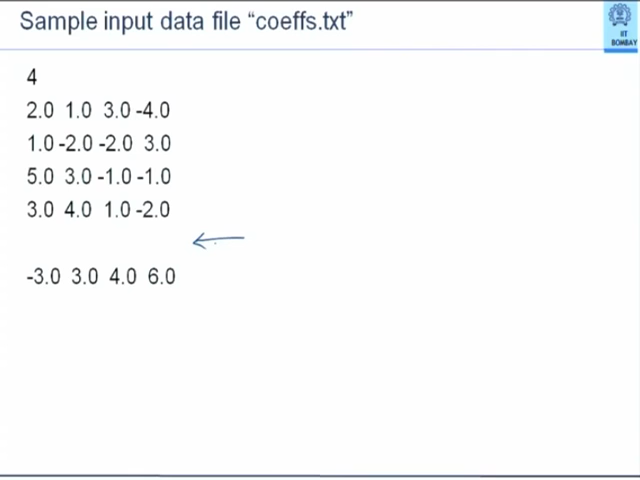 Sample input data file “coeffs.txt”
IIT
BOMBAY
4
2.0 1.0 3.0 -4.0
1.0 -2.0 -2.0 3.0
5.0 3.0 -1.0 -1.0
3.0 4.0 1.0 -2.0
-3.0 3.0 4.0 6.0